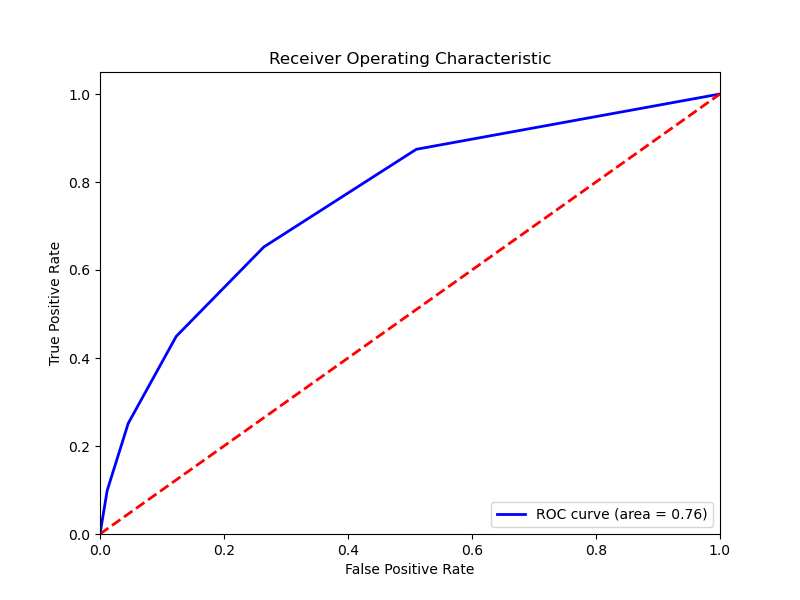 Receiver Operating Characteristic
True Positive Rate
1.0
0.8
0.6
0.4
0.2
0.0
0.0 0.2 0.4 0.6 0.8 1.0
False Positive Rate
ROC curve (area = 0.76)